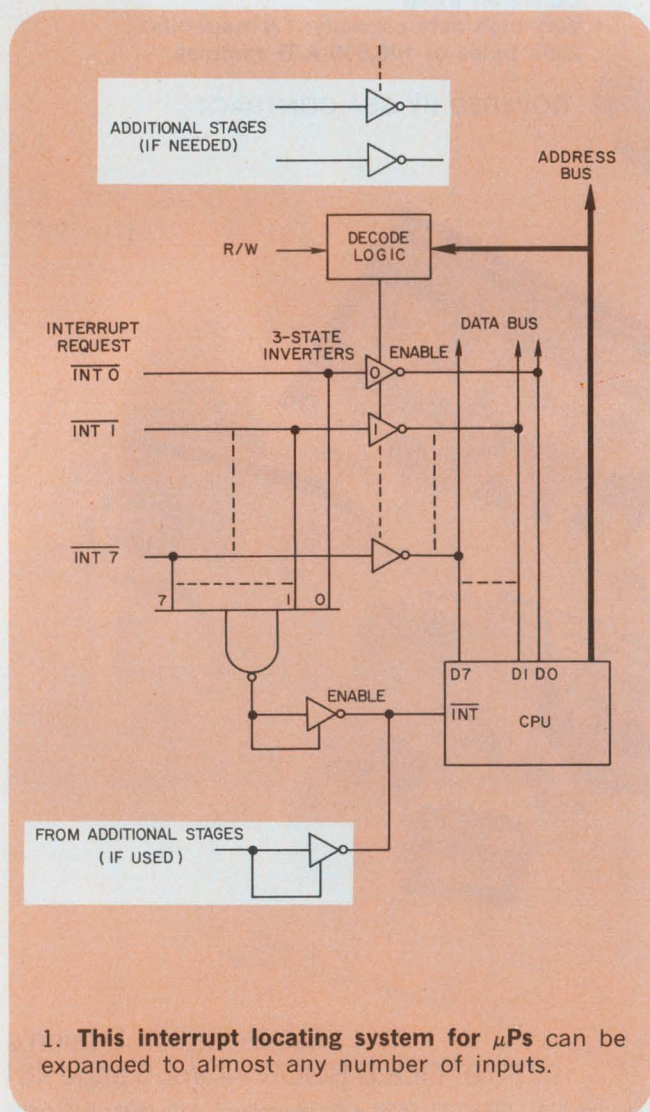 ADDITIONAL STAGES
(IF NEEDED)
ADDRESS
BUS
R/W
DECODE
LOGIC
INTERRUPT
REQUEST
3-STATE
INVERTERS
ENABLE
DATA BUS
INT 0
0
INT 1
1
INT 7
7
1
0
ENABLE
D7
D1
D0
INT
CPU
FROM ADDITIONAL STAGES
(IF USED)
1. This interrupt locating system for μPs can be
expanded to almost any number of inputs.